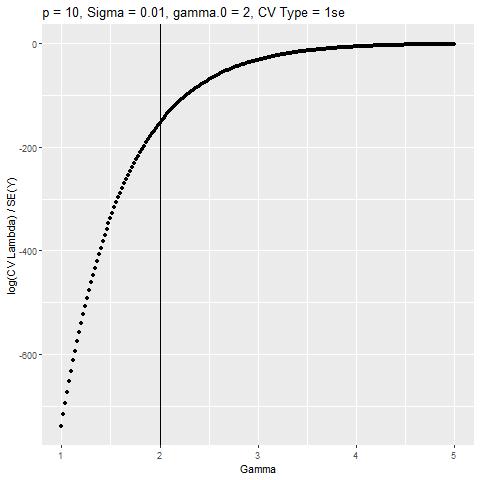 p = 10, Sigma = 0.01, gamma.0 = 2, CV Type = 1se
log(CV Lambda) / SE(Y)
0
-200
-400
-600
1 2 3 4 5
Gamma